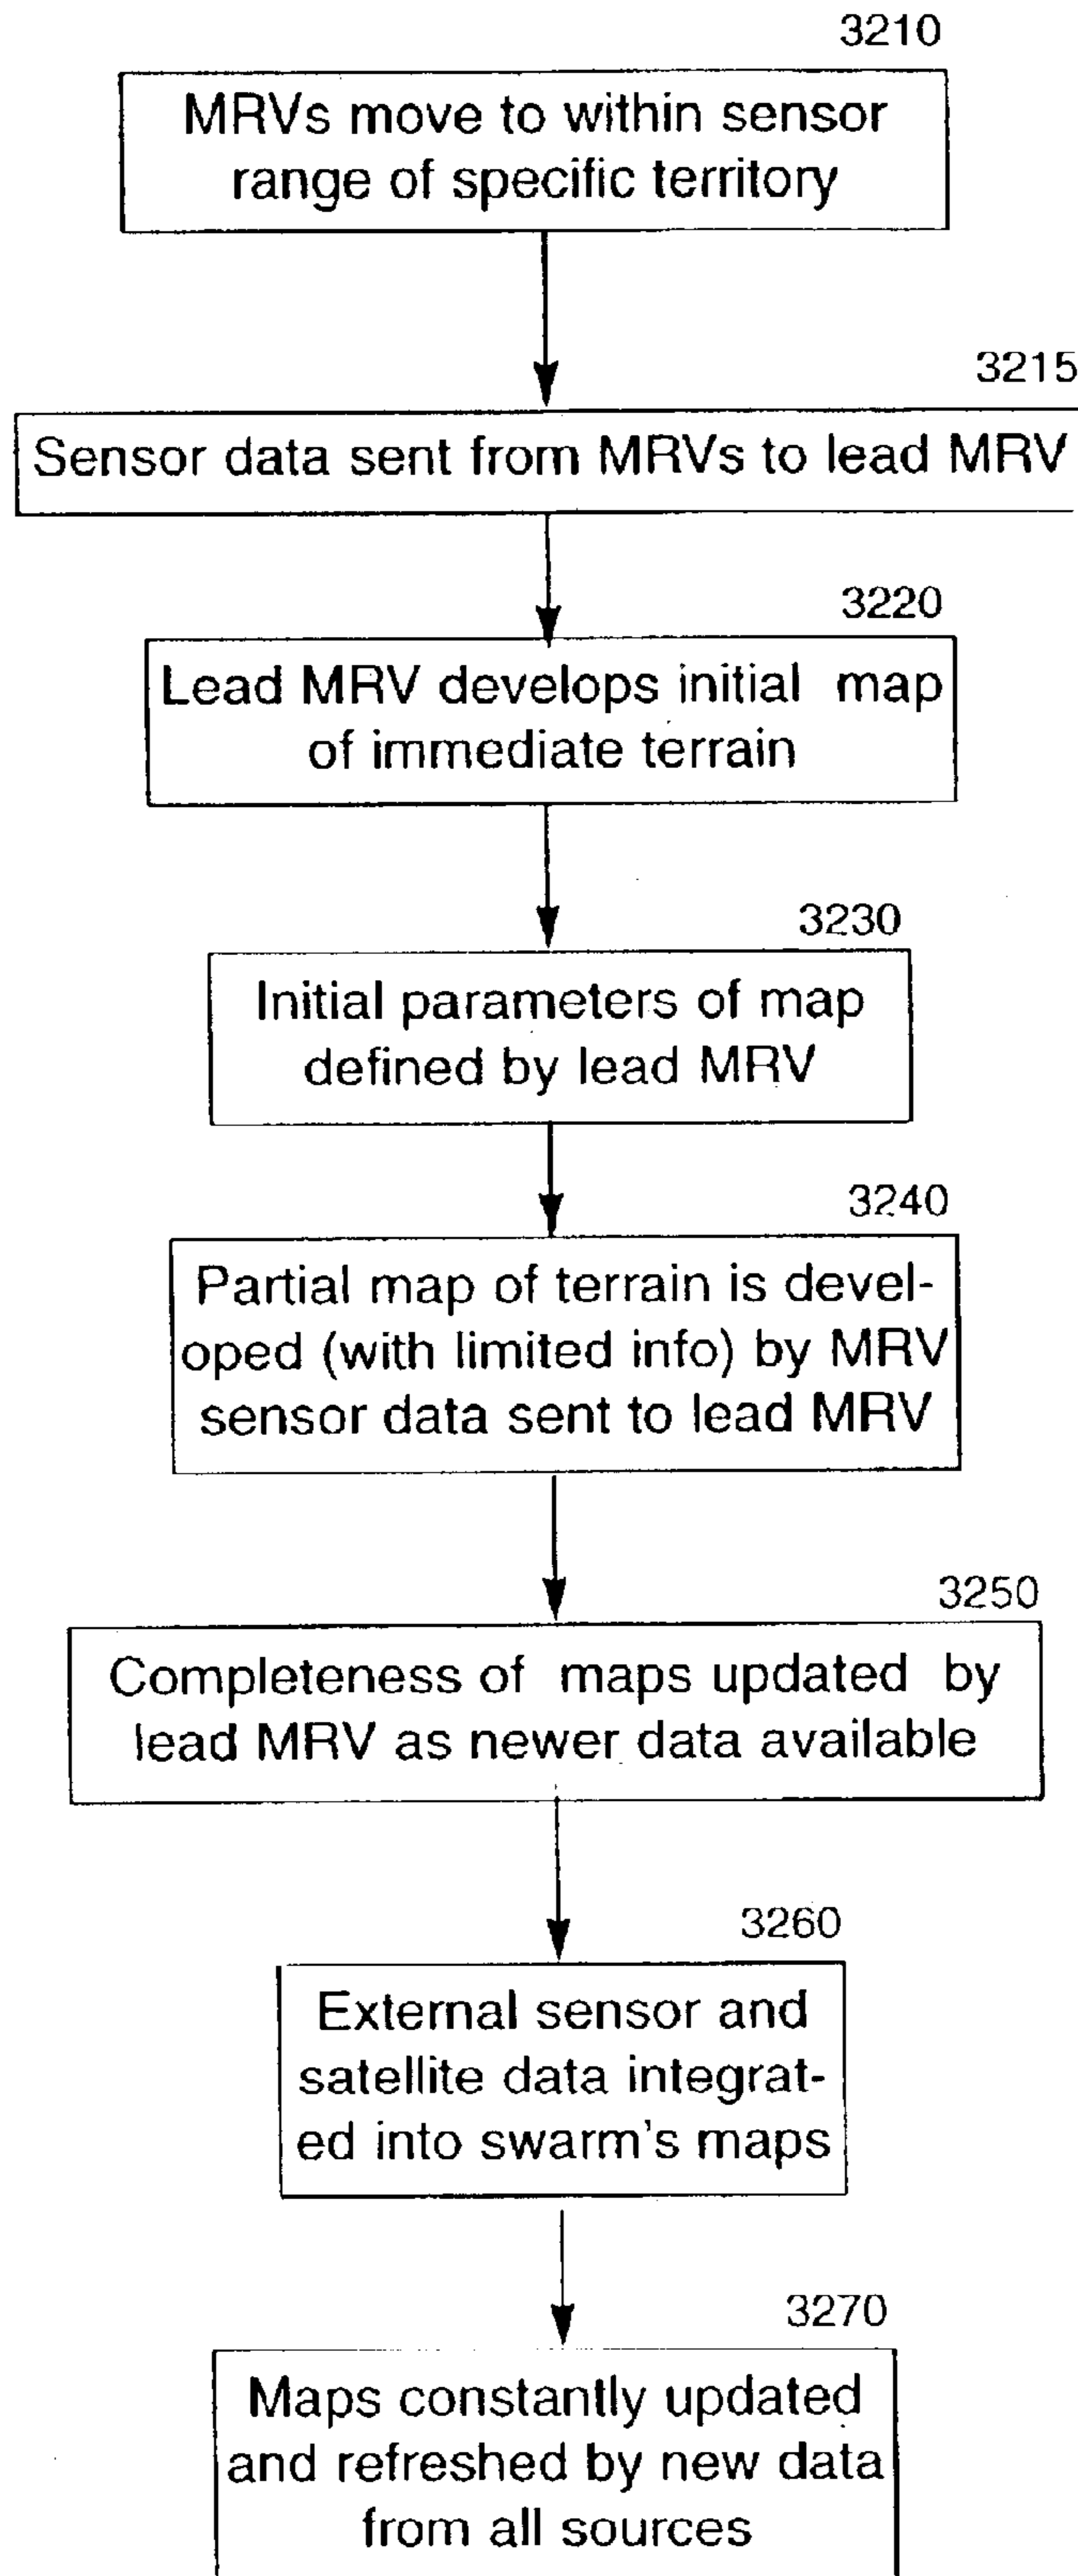 3210
MRVs move to within sensor
range of specific territory
3215
Sensor data sent from MRVs to lead MRV
3220
Lead MRV develops initial map
of immediate terrain
3230
Initial parameters of map
defined by lead MRV
3240
Partial map of terrain is devel-
oped (with limited info) by MRV
sensor data sent to lead MRV
3250
Completeness of maps updated by
lead MRV as newer data available
3260
External sensor and
satellite data integrat-
ed into swarm's maps
3270
Maps constantly updated
and refreshed by new data
from all sources